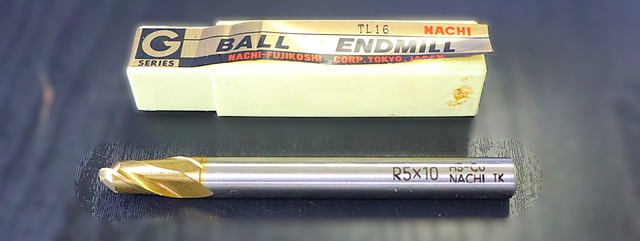 G SERIES
TL16 NACHI
BALL ENDMILL
NACHI-FUJIKOSHI CORP. TOKYO, JAPAN
R5×10 HS-Co
NACHI TK